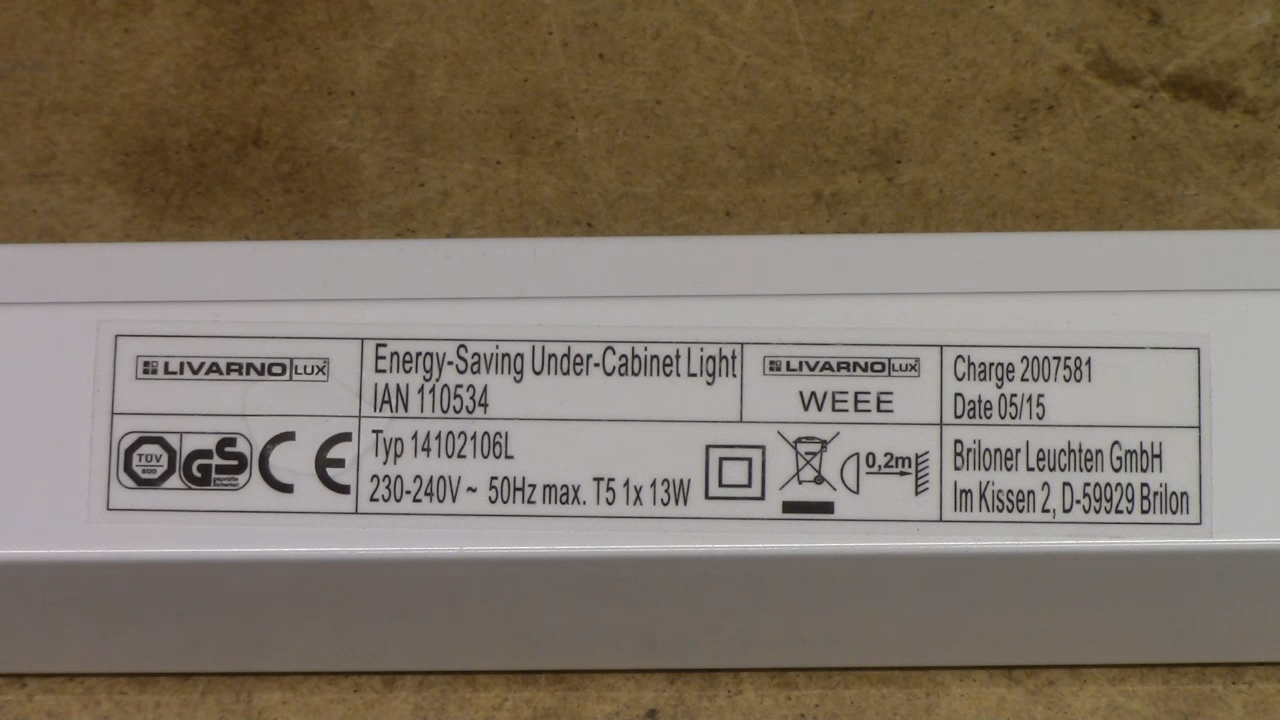 LIVARNO LUX
Energy-Saving Under-Cabinet Light
IAN 110534
LIVARNO LUX
WEEE
Charge 2007581
Date 05/15
TÜV
SÜD
GS
geprüfte
Sicherheit
CE
Typ 14102106L
230-240V ~ 50Hz max. T5 1x 13W
0,2m
Briloner Leuchten GmbH
Im Kissen 2, D-59929 Brilon